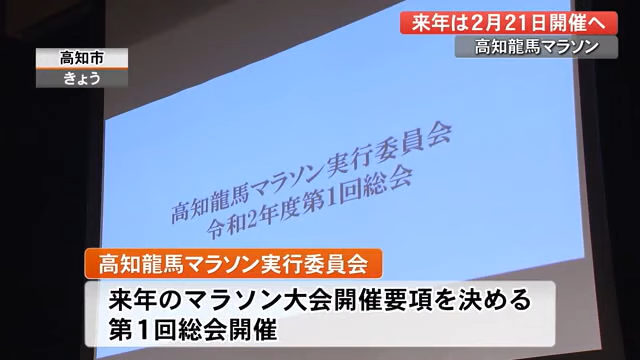 来年は2月21日開催へ
高知龍馬マラソン
高知市
きょう
高知龍馬マラソン実行委員会
令和2年度第1回総会
高知龍馬マラソン実行委員会
来年のマラソン大会開催要項を決める
第1回総会開催